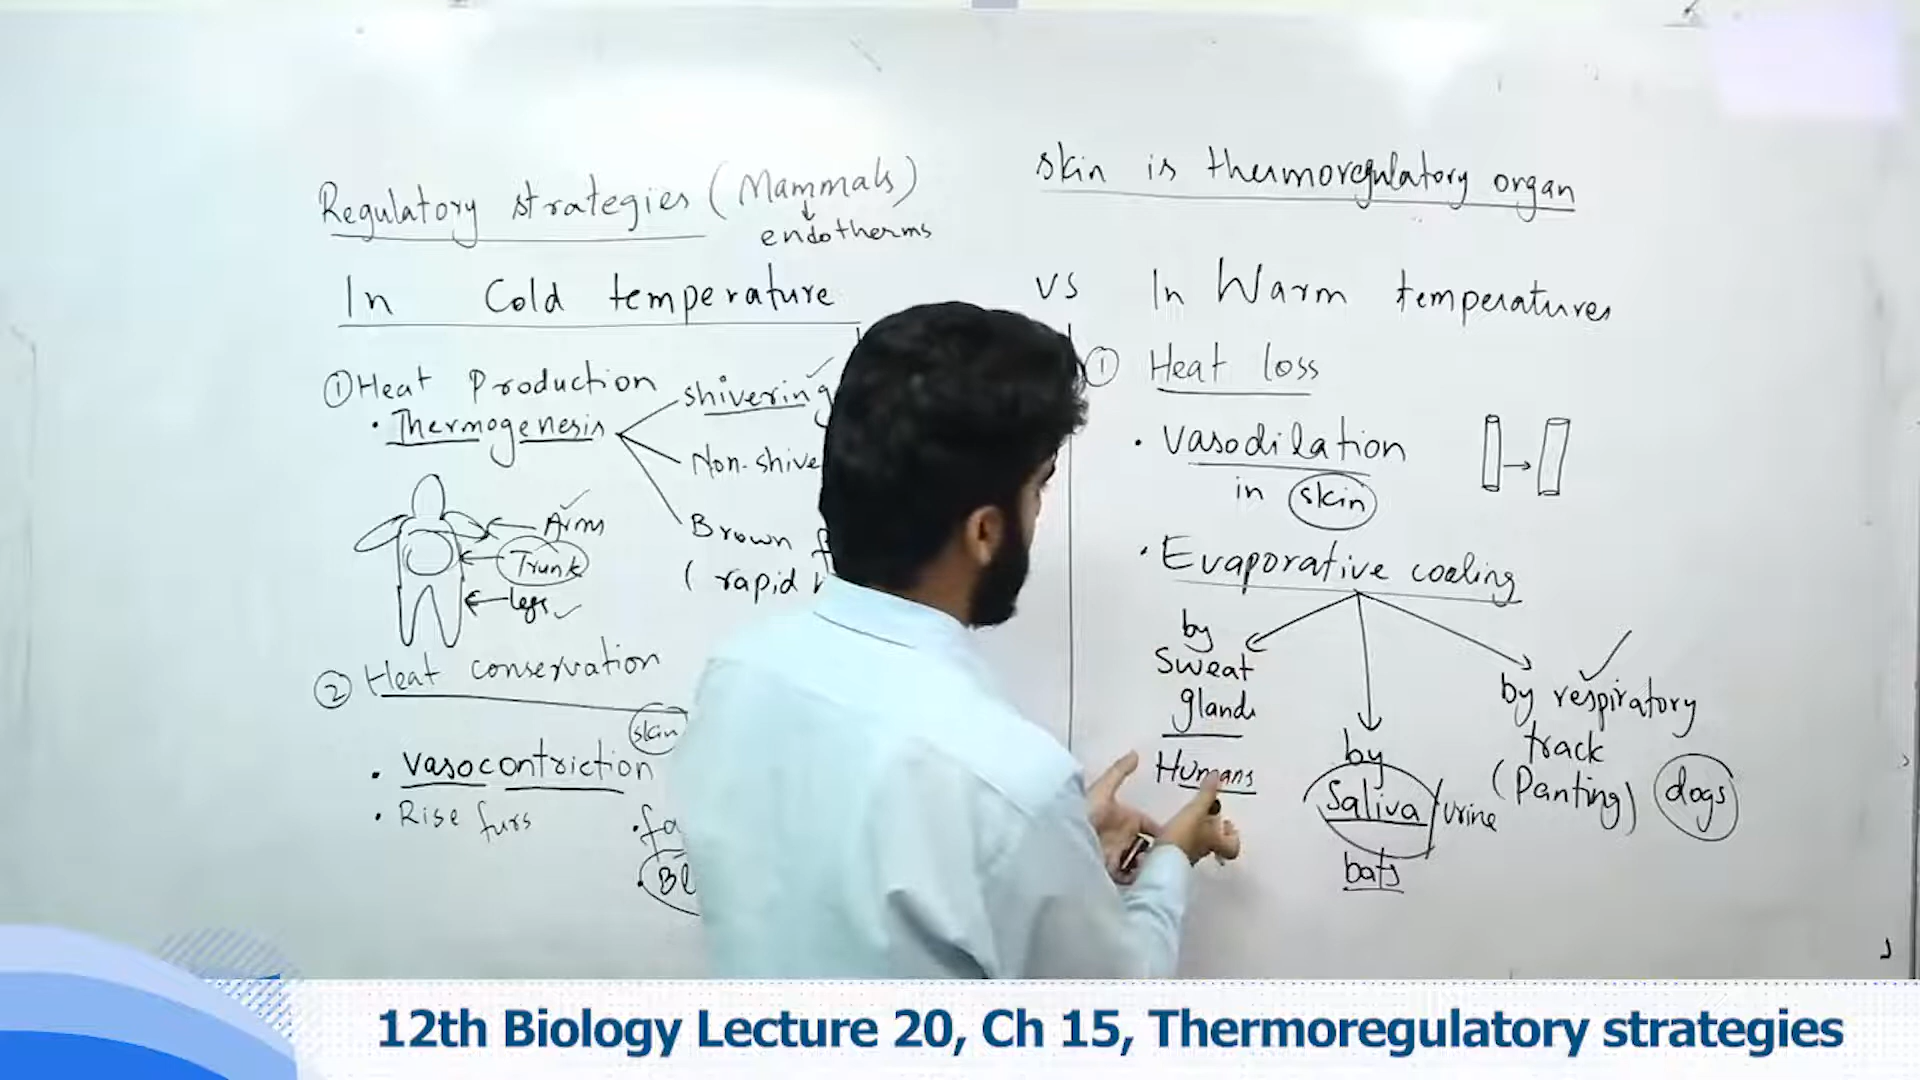 Regulatory strategies (Mammals)
endotherms
In Cold temperature
① Heat Production
• Thermogenesis
shivering
Non-shive
Brown f
(rapid
Arms
Trunk
legs
② Heat conservation
skin
• vasocontriction
• Rise furs
• fa
• Bl
skin is thermoregulatory organ
vs In Warm temperatures
① Heat loss
• vasodilation
in skin
• Evaporative cooling
by
Sweat
glands
Humans
by
Saliva/urine
bats
by respiratory
track
(Panting) dogs
12th Biology Lecture 20, Ch 15, Thermoregulatory strategies